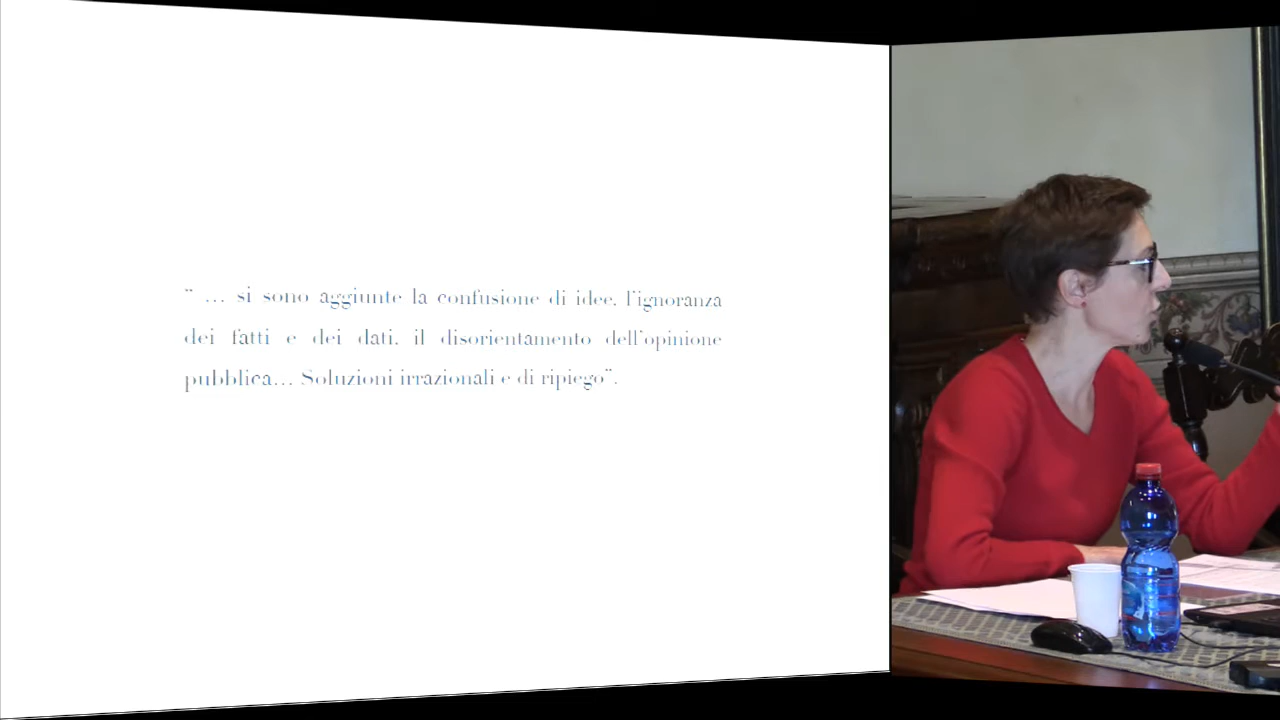 " ... si sono aggiunte la confusione di idee, l'ignoranza
dei fatti e dei dati, il disorientamento dell'opinione
pubblica... Soluzioni irrazionali e di ripiego".